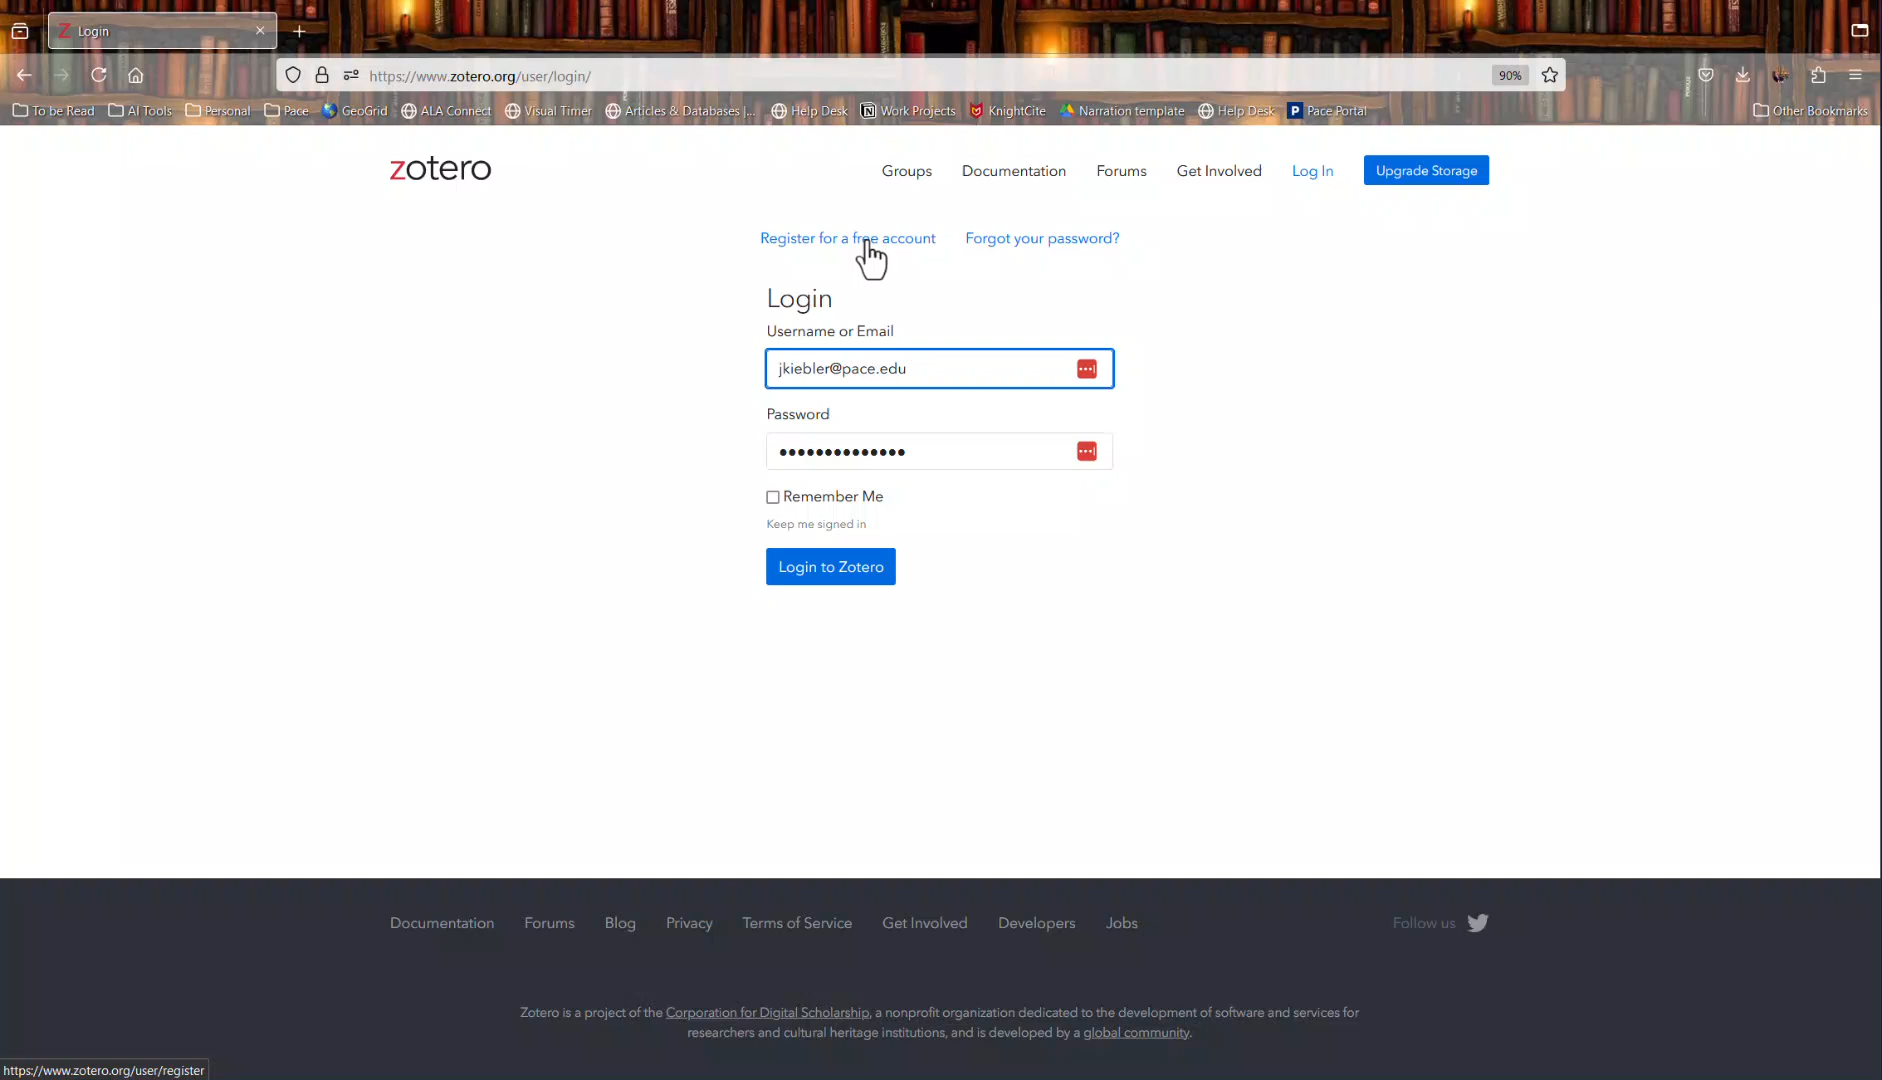 Login
https://www.zotero.org/user/login/
90%
To be Read
AI Tools
Personal
Pace
GeoGrid
ALA Connect
Visual Timer
Articles & Databases |...
Help Desk
Work Projects
KnightCite
Narration template
Help Desk
Pace Portal
Other Bookmarks
zotero
Groups
Documentation
Forums
Get Involved
Log In
Upgrade Storage
Register for a free account
Forgot your password?
Login
Username or Email
jkiebler@pace.edu
Password
Remember Me
Keep me signed in
Login to Zotero
Documentation
Forums
Blog
Privacy
Terms of Service
Get Involved
Developers
Jobs
Follow us
Zotero is a project of the Corporation for Digital Scholarship, a nonprofit organization dedicated to the development of software and services for
researchers and cultural heritage institutions, and is developed by a global community.
https://www.zotero.org/user/register